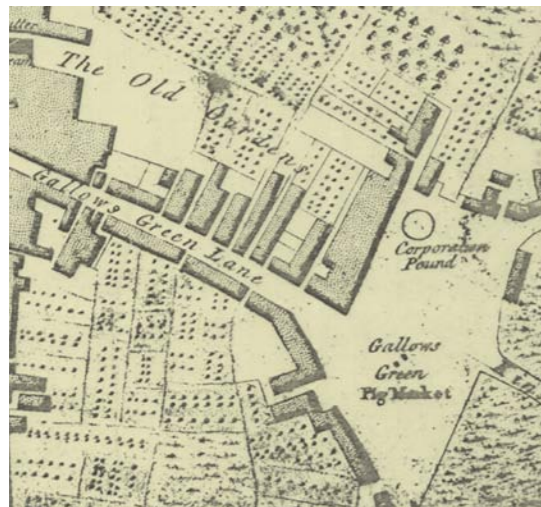 The Old Gardens
Gallows Green Lane
Corporation
Pound
Gallows
Green
Pig Market